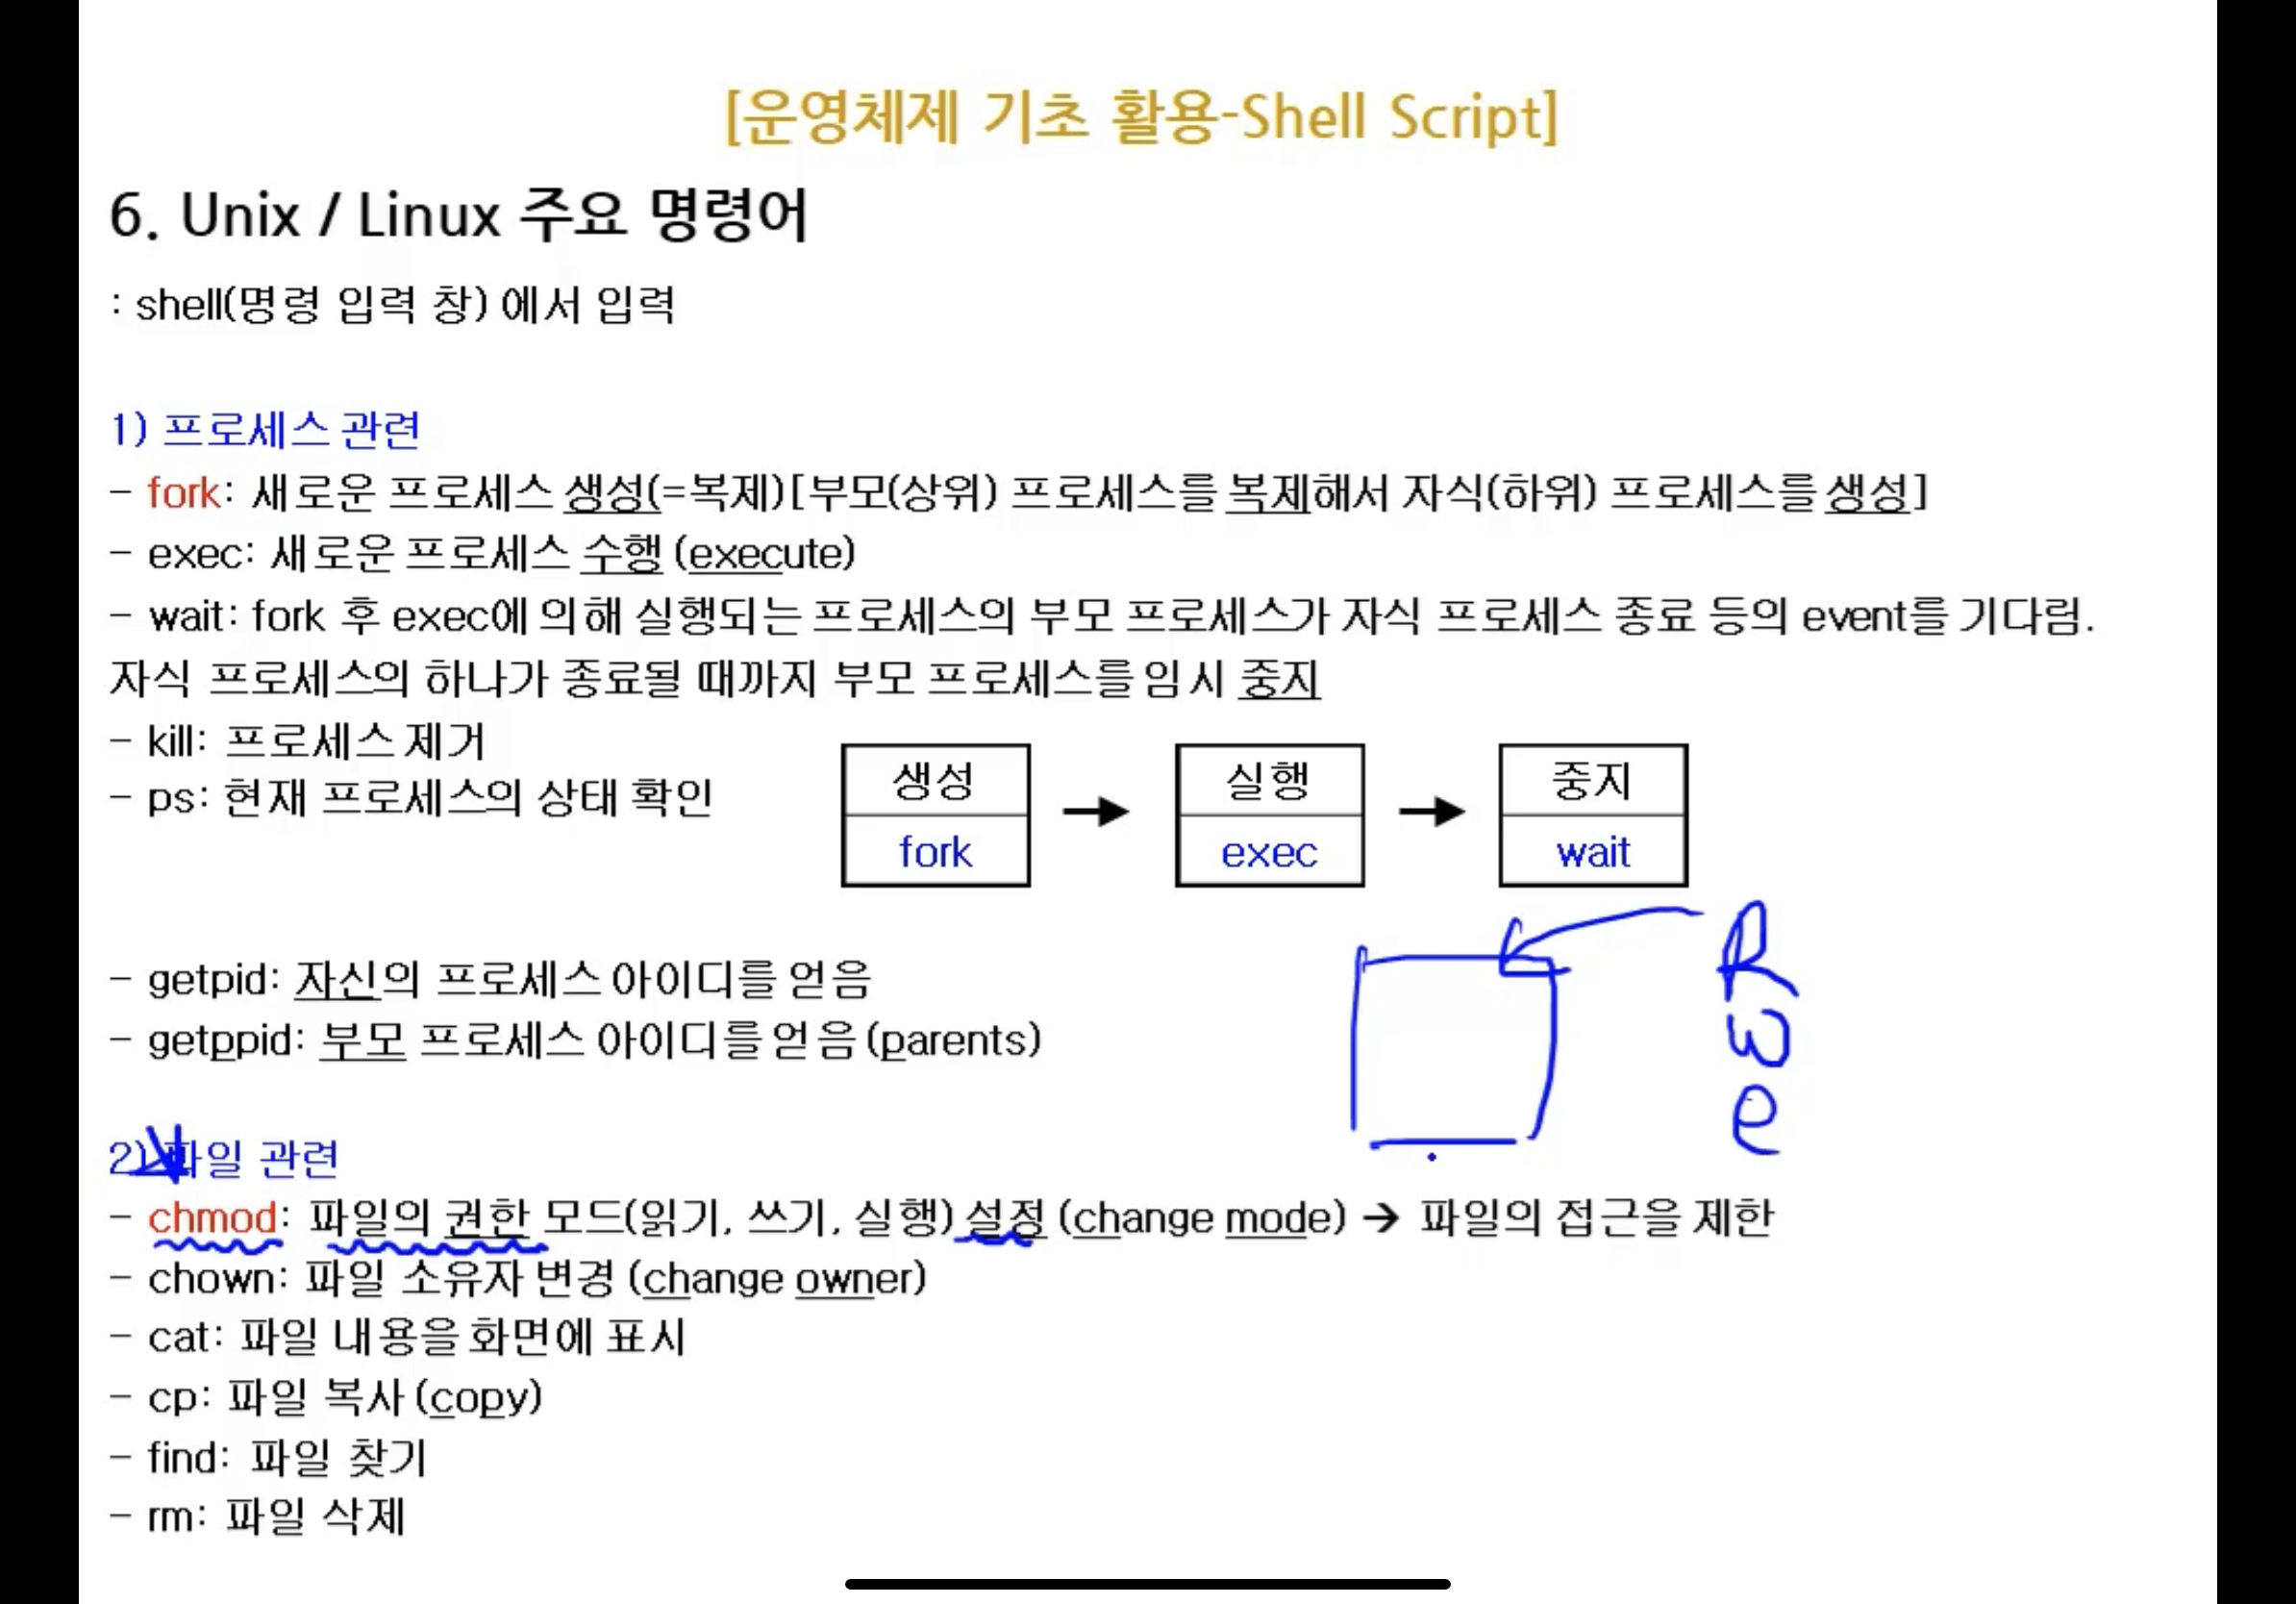 [운영체제 기초 활용-Shell Script]
6. Unix / Linux 주요 명령어
: shell(명령 입력 창) 에서 입력
1) 프로세스 관련
- fork: 새로운 프로세스 생성(=복제)[부모(상위) 프로세스를 복제해서 자식(하위) 프로세스를 생성]
- exec: 새로운 프로세스 수행 (execute)
- wait: fork 후 exec에 의해 실행되는 프로세스의 부모 프로세스가 자식 프로세스 종료 등의 event를 기다림.
자식 프로세스의 하나가 종료될 때까지 부모 프로세스를 임시 중지
- kill: 프로세스 제거
- ps: 현재 프로세스의 상태 확인
생성 → 실행 → 중지
fork exec wait
- getpid: 자신의 프로세스 아이디를 얻음
- getppid: 부모 프로세스 아이디를 얻음 (parents)
R
w
e
2) 파일 관련
- chmod: 파일의 권한 모드(읽기, 쓰기, 실행) 설정 (change mode) → 파일의 접근을 제한
- chown: 파일 소유자 변경 (change owner)
- cat: 파일 내용을 화면에 표시
- cp: 파일 복사 (copy)
- find: 파일 찾기
- rm: 파일 삭제